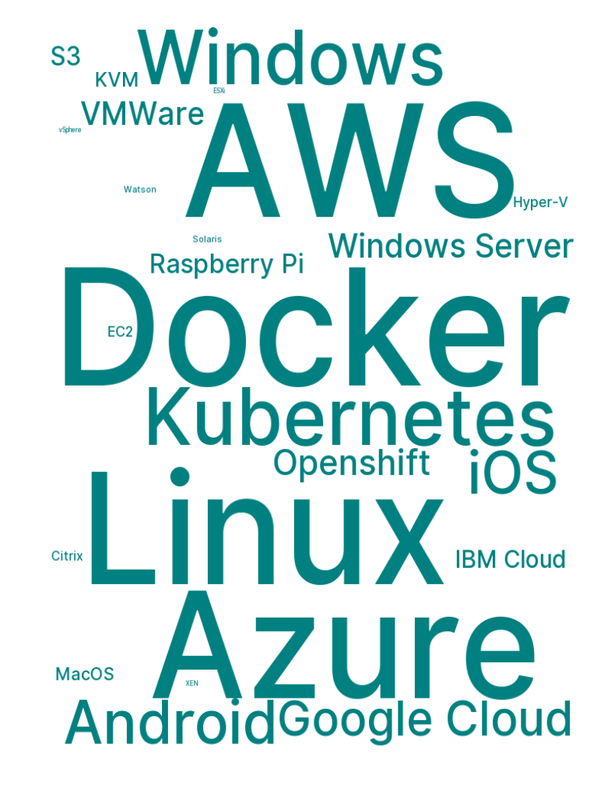 S3
Windows
KVM
ESXi
VMWare
vSphere
AWS
Watson
Hyper-V
Solaris
Windows Server
Raspberry Pi
Docker
EC2
Kubernetes
Openshift
iOS
Linux
Citrix
IBM Cloud
Azure
MacOS
XEN
Android
Google Cloud